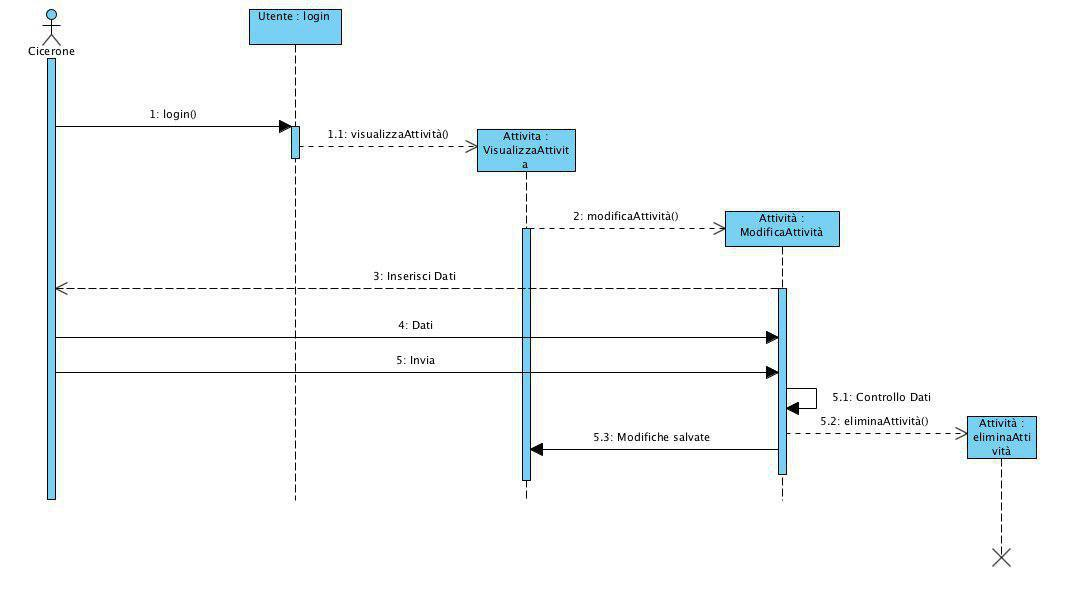 Cicerone
Utente : login
1: login()
1.1: visualizzaAttività()
Attivita :
VisualizzaAttivit
a
2: modificaAttività()
Attività :
ModificaAttività
3: Inserisci Dati
4: Dati
5: Invia
5.1: Controllo Dati
5.2: eliminaAttività()
Attività :
eliminaAtti
vità
5.3: Modifiche salvate